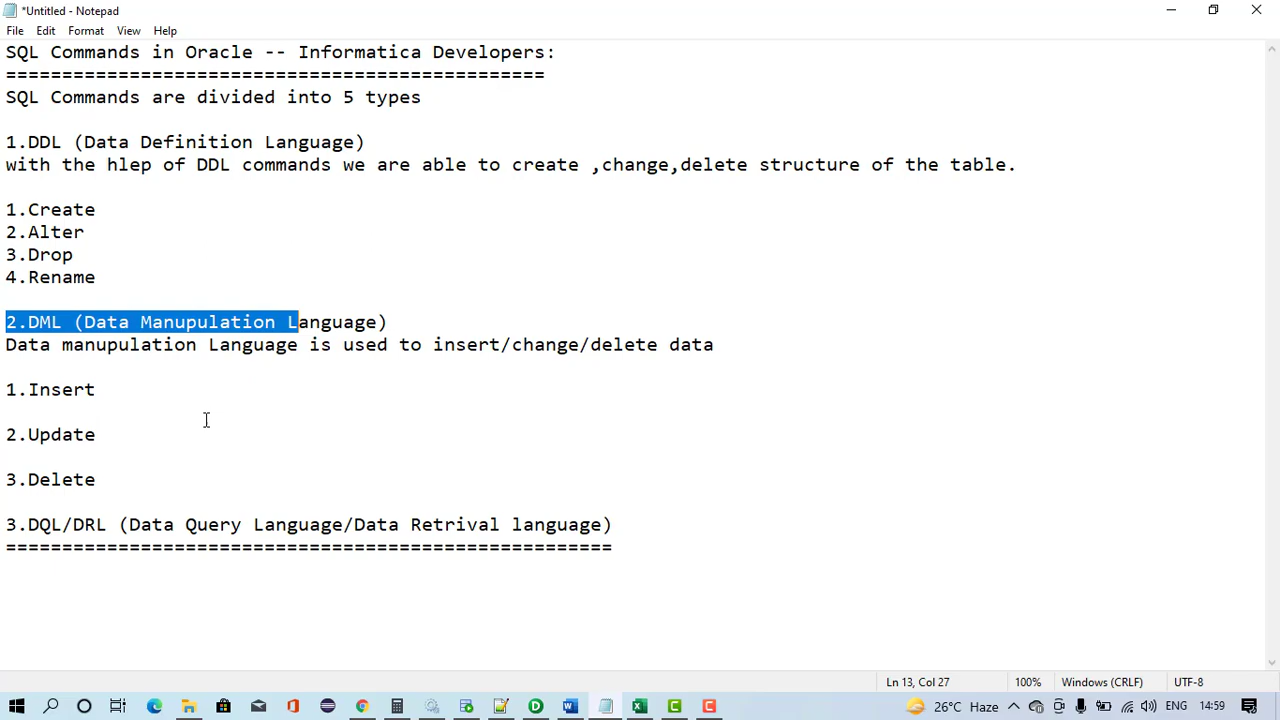 *Untitled - Notepad
File Edit Format View Help
SQL Commands in Oracle -- Informatica Developers:
================================================
SQL Commands are divided into 5 types
1.DDL (Data Definition Language)
with the hlep of DDL commands we are able to create ,change,delete structure of the table.
1.Create
2.Alter
3.Drop
4.Rename
2.DML (Data Manupulation Language)
Data manupulation Language is used to insert/change/delete data
1.Insert
2.Update
3.Delete
3.DQL/DRL (Data Query Language/Data Retrival language)
======================================================
Ln 13, Col 27 100% Windows (CRLF) UTF-8
26°C Haze ENG 14:59